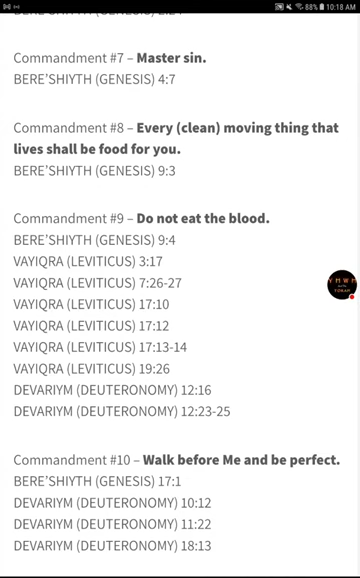 88% 10:18 AM
Commandment #7 – Master sin.
BERE’SHIYTH (GENESIS) 4:7
Commandment #8 – Every (clean) moving thing that
lives shall be food for you.
BERE’SHIYTH (GENESIS) 9:3
Commandment #9 – Do not eat the blood.
BERE’SHIYTH (GENESIS) 9:4
VAYIQRA (LEVITICUS) 3:17
VAYIQRA (LEVITICUS) 7:26-27
VAYIQRA (LEVITICUS) 17:10
VAYIQRA (LEVITICUS) 17:12
VAYIQRA (LEVITICUS) 17:13-14
VAYIQRA (LEVITICUS) 19:26
DEVARIYM (DEUTERONOMY) 12:16
DEVARIYM (DEUTERONOMY) 12:23-25
Commandment #10 – Walk before Me and be perfect.
BERE’SHIYTH (GENESIS) 17:1
DEVARIYM (DEUTERONOMY) 10:12
DEVARIYM (DEUTERONOMY) 11:22
DEVARIYM (DEUTERONOMY) 18:13